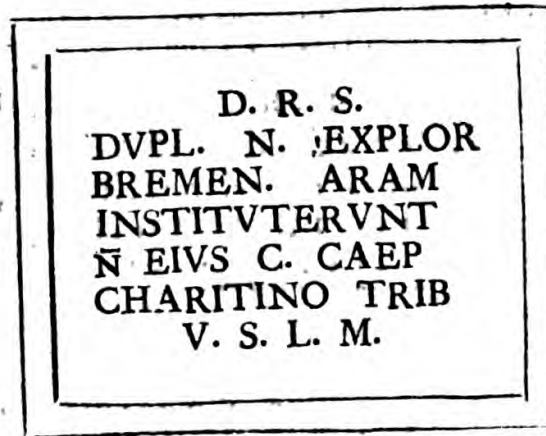 D. R. S.
DVPL. N. EXPLOR
BREMEN. ARAM
INSTITVTERVNT
N̄ EIVS C. CAEP
CHARITINO TRIB
V. S. L. M.